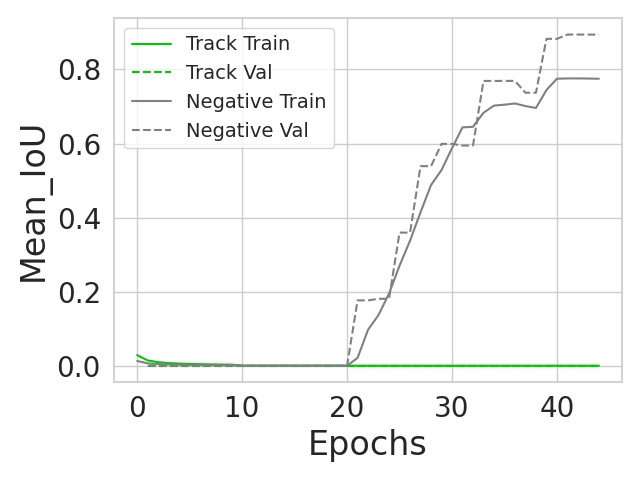 Track Train
Track Val
Negative Train
Negative Val
Mean_IoU
0.8
0.6
0.4
0.2
0.0
0 10 20 30 40
Epochs